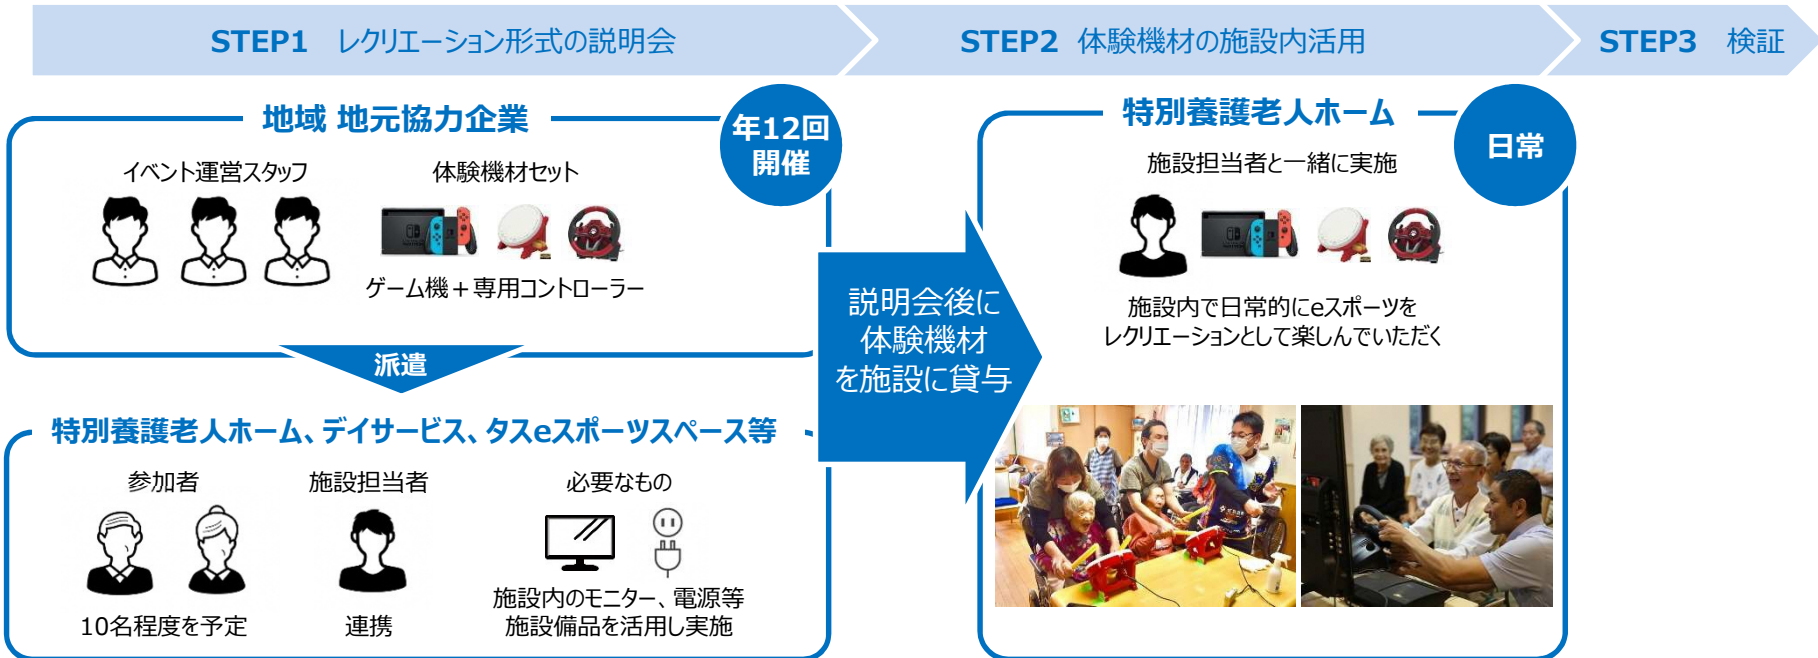 STEP1 レクリエーション形式の説明会
STEP2 体験機材の施設内活用
STEP3 検証
地域 地元協力企業
年12回
開催
イベント運営スタッフ
体験機材セット
ゲーム機＋専用コントローラー
派遣
特別養護老人ホーム、デイサービス、タスeスポーツスペース等
参加者
施設担当者
必要なもの
10名程度を予定
連携
施設内のモニター、電源等
施設備品を活用し実施
説明会後に
体験機材
を施設に貸与
特別養護老人ホーム
日常
施設担当者と一緒に実施
施設内で日常的にeスポーツを
レクリエーションとして楽しんでいただく